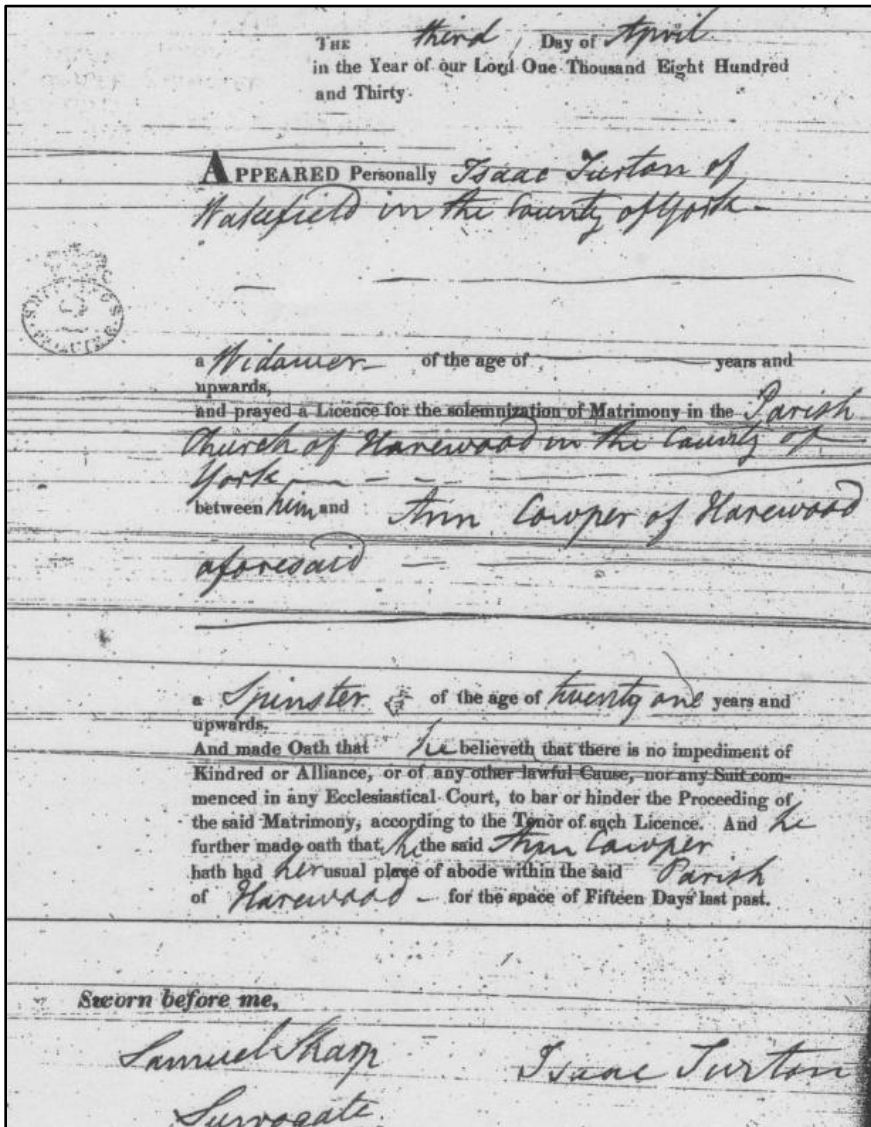 THE third Day of April
in the Year of our Lord One Thousand Eight Hundred
and Thirty
APPEARED Personally Isaac Turton of
Wakefield in the County of York
a Widower of the age of years and
upwards,
and prayed a Licence for the solemnization of Matrimony in the Parish
Church of Harewood in the County of
York
between him and Ann Cowper of Harewood
aforesaid
a Spinster of the age of twenty one years and
upwards.
And made Oath that he believeth that there is no impediment of
Kindred or Alliance, or of any other lawful Cause, nor any Suit com-
menced in any Ecclesiastical Court, to bar or hinder the Proceeding of
the said Matrimony, according to the Tenor of such Licence. And he
further made oath that he the said Ann Cowper
hath had her usual place of abode within the said Parish
of Harewood for the space of Fifteen Days last past.
Sworn before me,
Samuel Sharp Isaac Turton
Surrogate